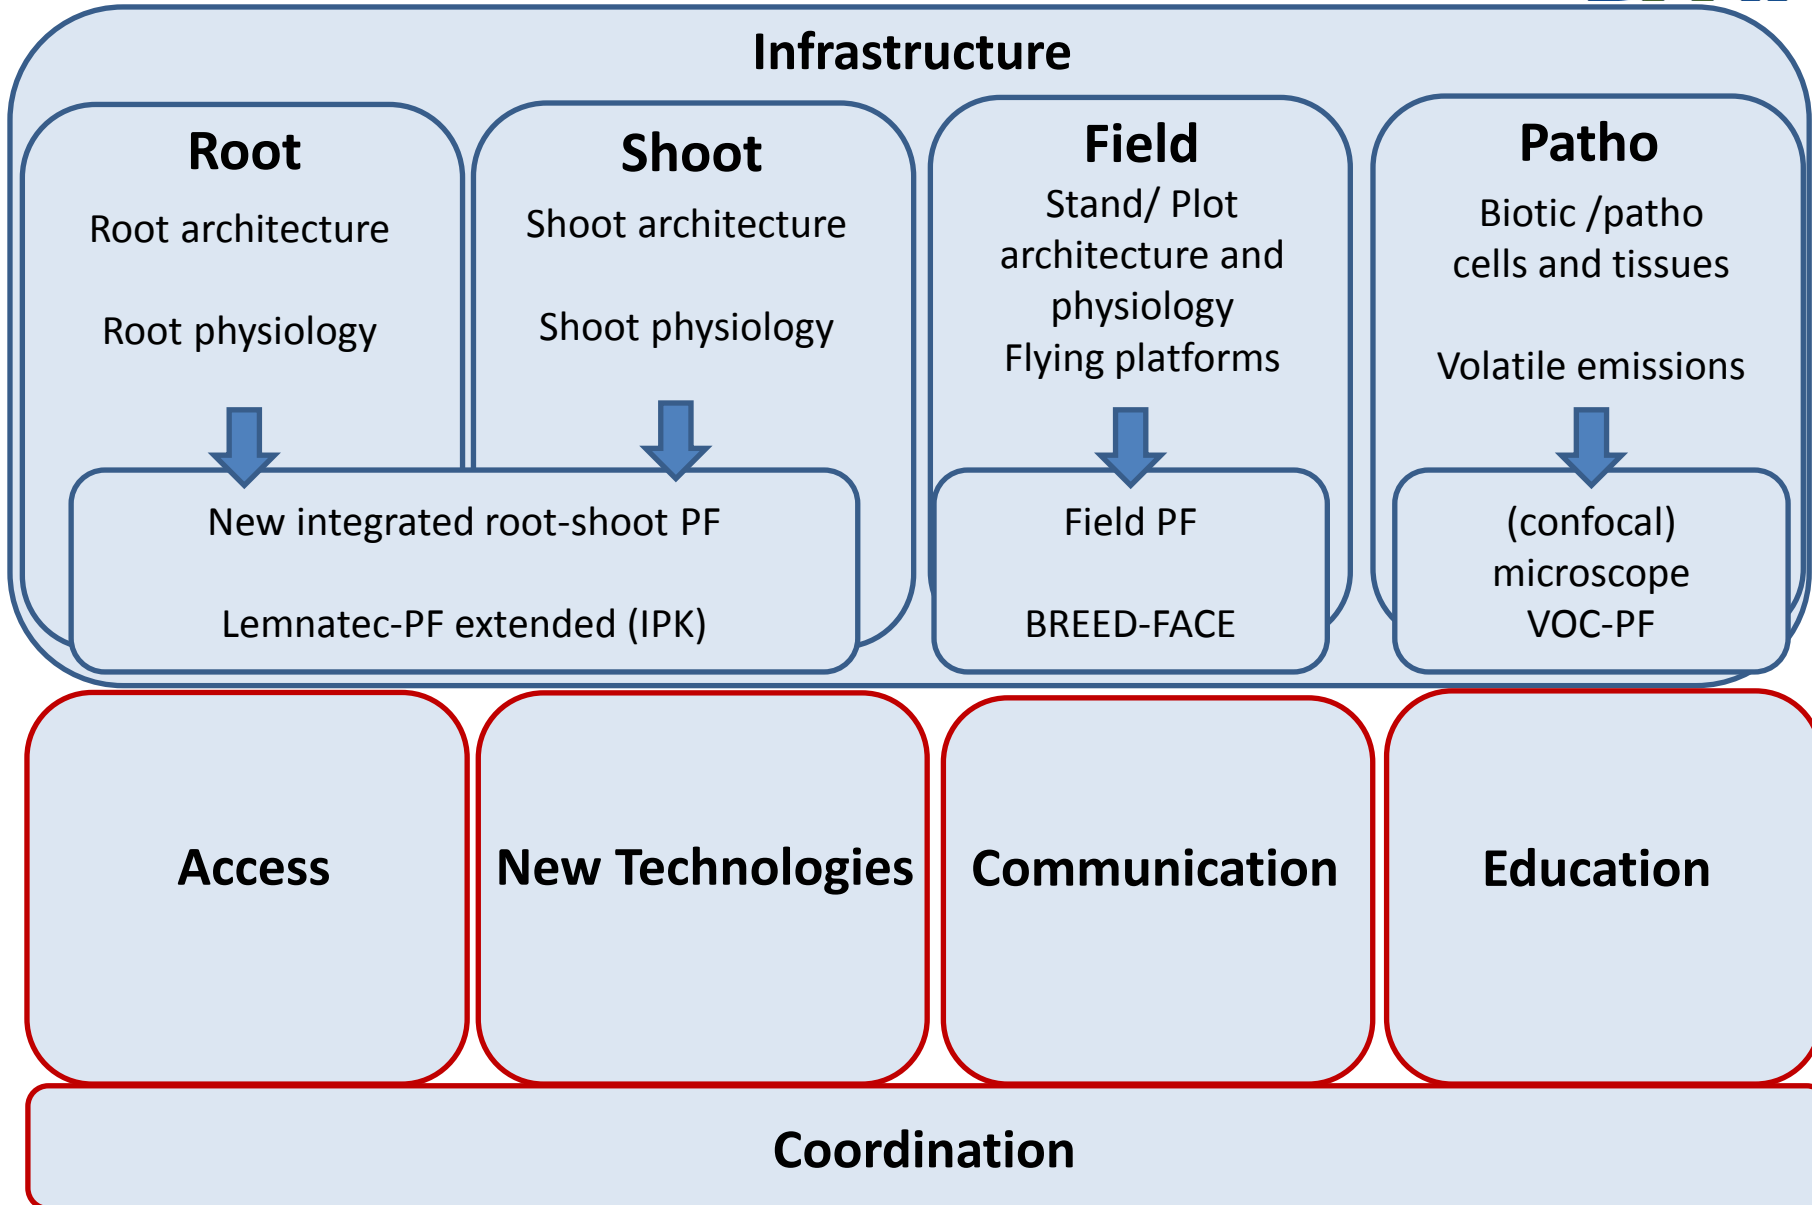 Infrastructure
Root
Root architecture
Root physiology
Shoot
Shoot architecture
Shoot physiology
Field
Stand/ Plot
architecture and
physiology
Flying platforms
Patho
Biotic /patho
cells and tissues
Volatile emissions
New integrated root-shoot PF
Lemnatec-PF extended (IPK)
Field PF
BREED-FACE
(confocal)
microscope
VOC-PF
Access
New Technologies
Communication
Education
Coordination